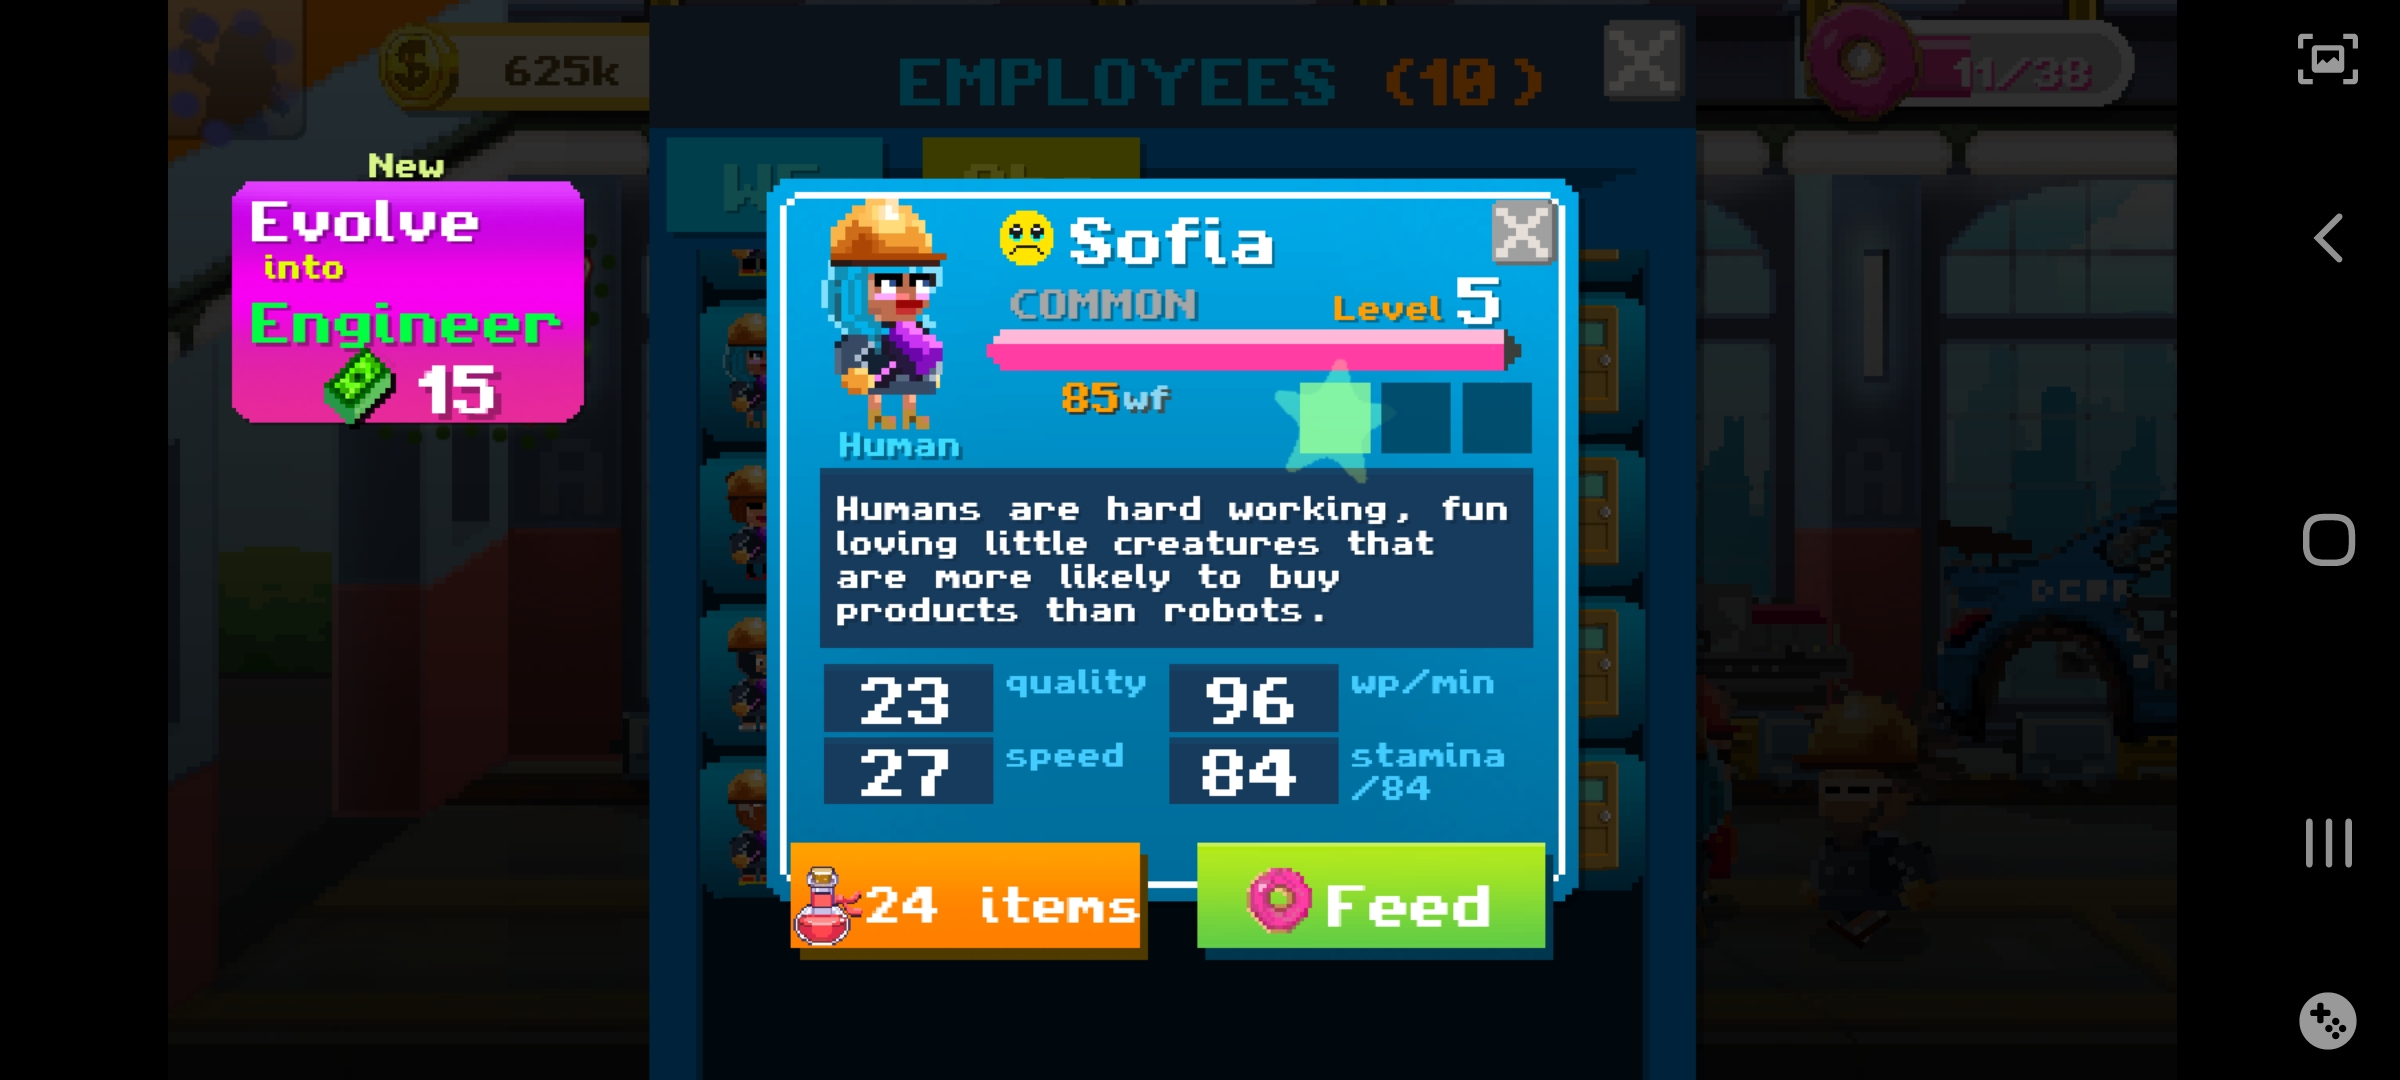 625k
EMPLOYEES (10)
11/38
New
Evolve
into
Engineer
15
Sofia
COMMON
Level 5
85wf
Human
Humans are hard working, fun
loving little creatures that
are more likely to buy
products than robots.
23 quality
96 wp/min
27 speed
84 stamina
/84
24 items
Feed